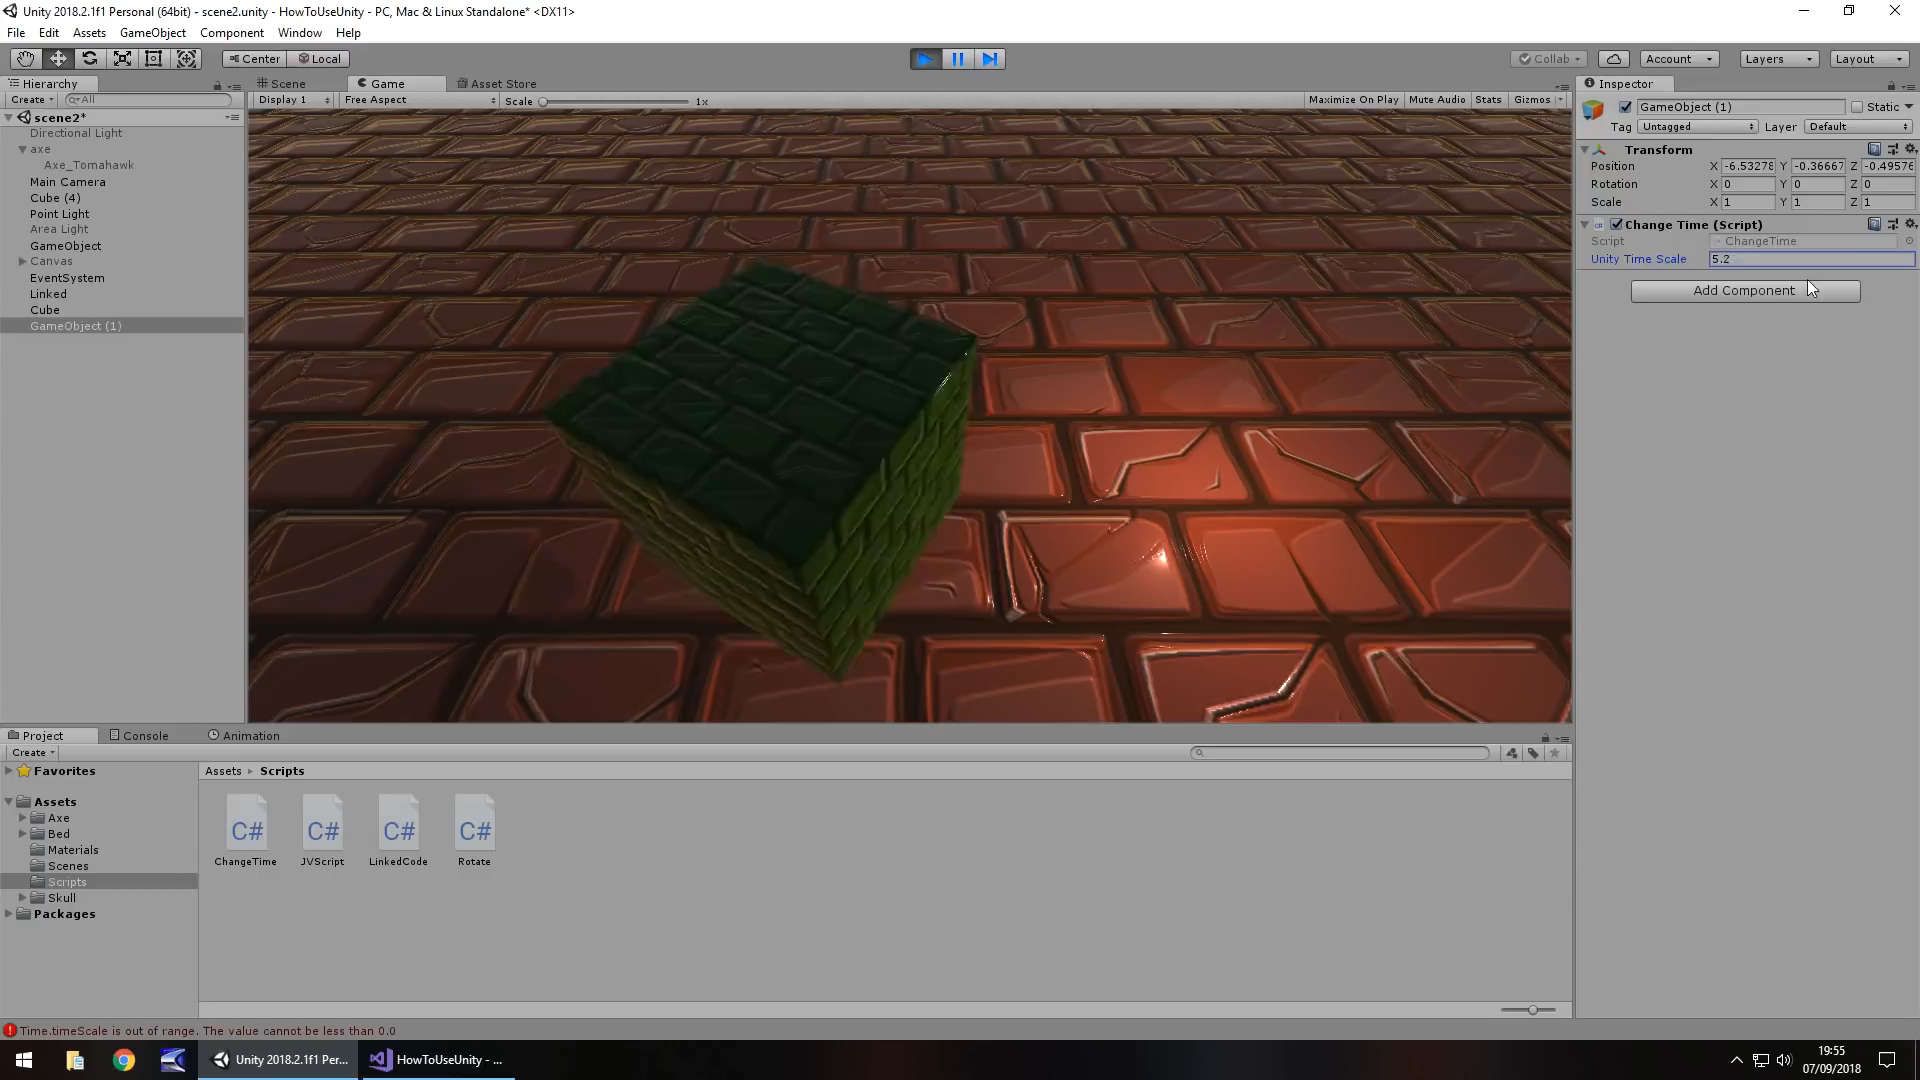 Unity 2018.2.1f1 Personal (64bit) - scene2.unity - HowToUseUnity - PC, Mac & Linux Standalone* <DX11>
File Edit Assets GameObject Component Window Help
Center Local Collab Account Layers Layout
Hierarchy Scene Game Asset Store Inspector
Create All Display 1 Free Aspect Scale 1x Maximize On Play Mute Audio Stats Gizmos
GameObject (1) Static
Tag Untagged Layer Default
scene2*
Directional Light
axe
Axe_Tomahawk
Main Camera
Cube (4)
Point Light
Area Light
GameObject
Canvas
EventSystem
Linked
Cube
GameObject (1)
Transform
Position X -6.53278 Y -0.36667 Z -0.49576
Rotation X 0 Y 0 Z 0
Scale X 1 Y 1 Z 1
Change Time (Script)
Script ChangeTime
Unity Time Scale 5.2
Add Component
Project Console Animation
Create
Favorites
Assets
Axe
Bed
Materials
Scenes
Scripts
Skull
Packages
Assets Scripts
C# C# C# C#
ChangeTime JVScript LinkedCode Rotate
Time.timeScale is out of range. The value cannot be less than 0.0
Unity 2018.2.1f1 Per...
HowToUseUnity - ...
19:55
07/09/2018